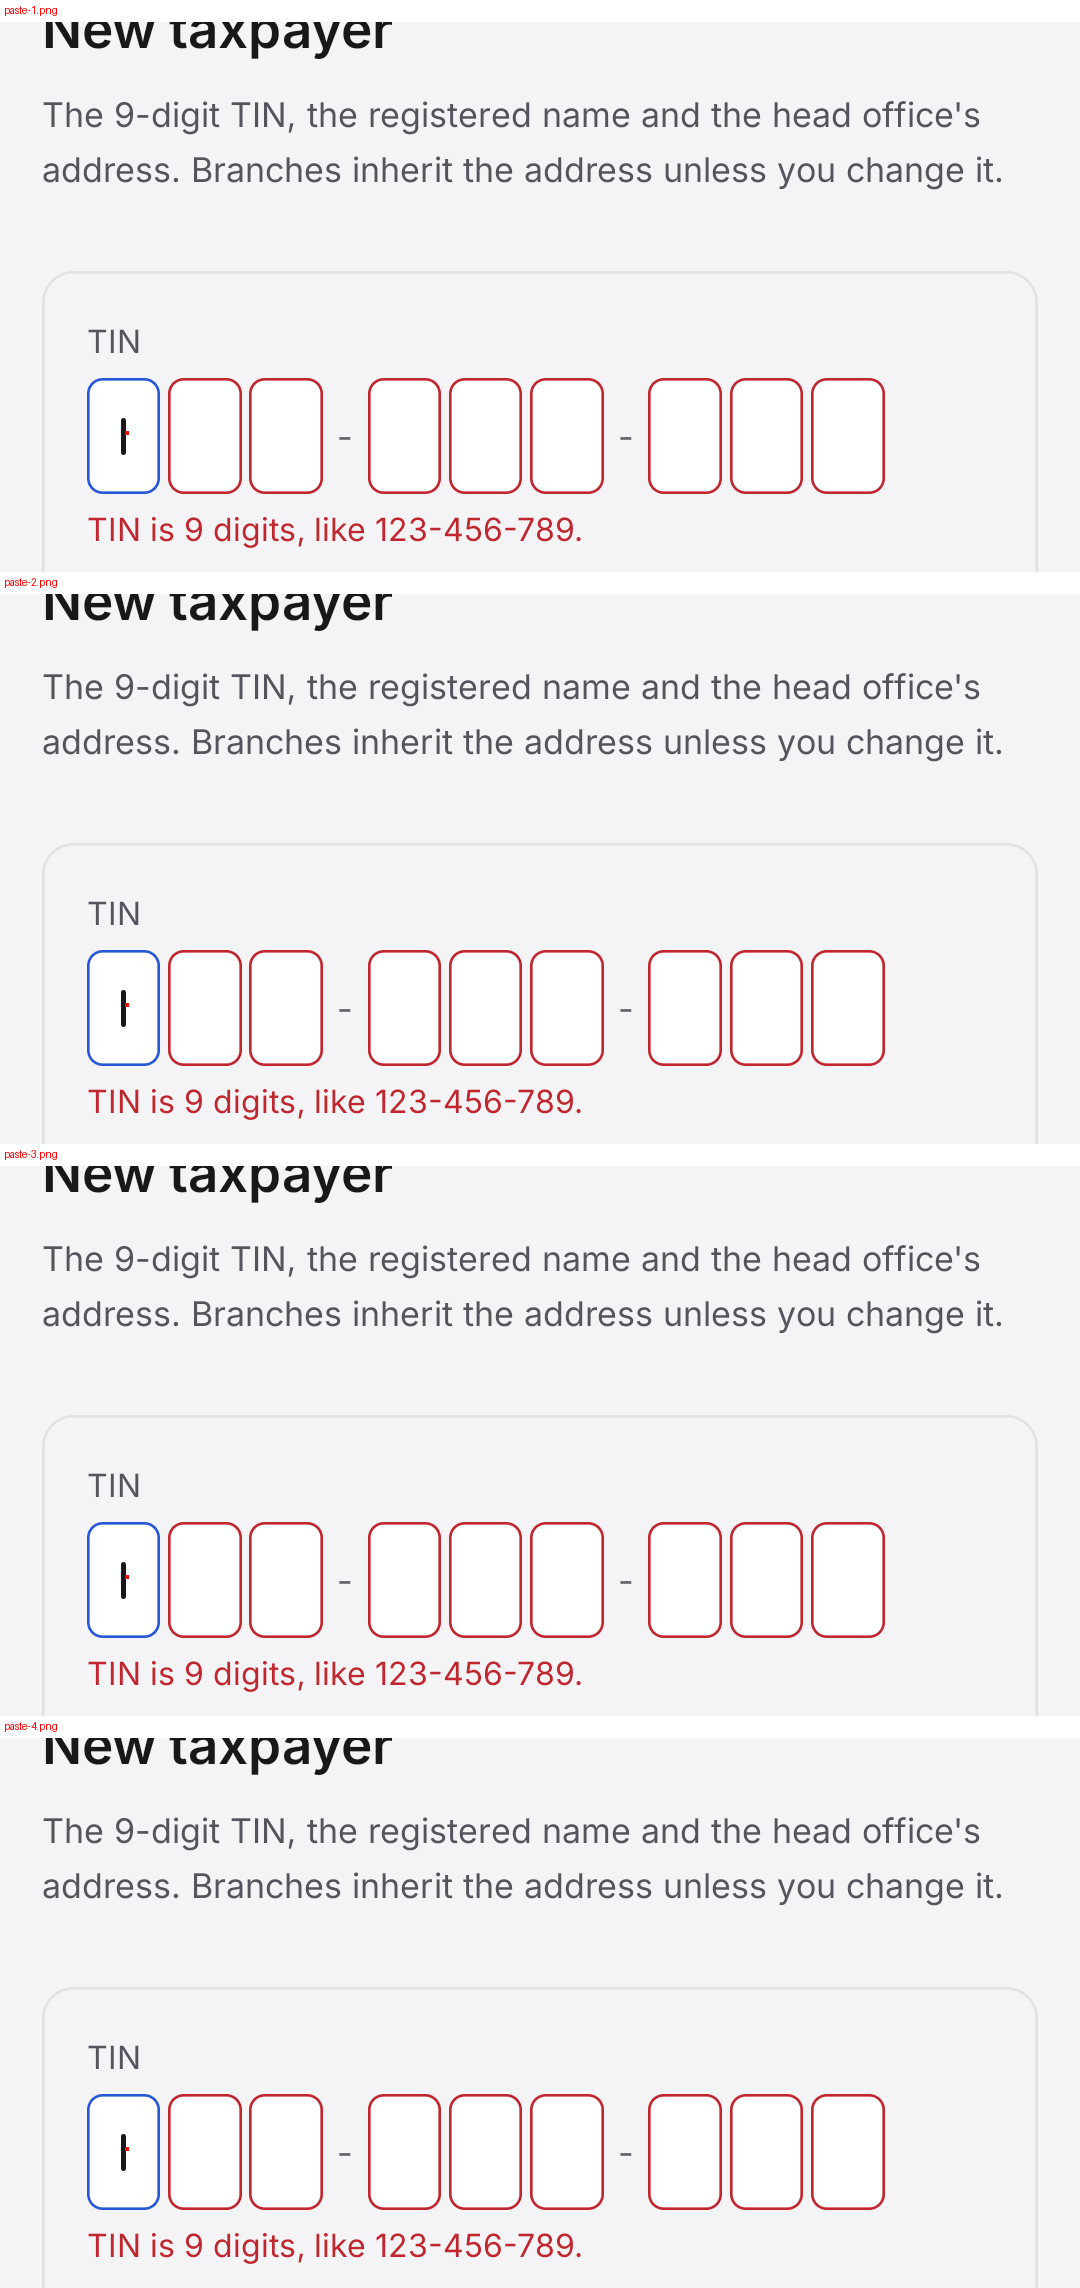 paste-1.png
New taxpayer
The 9-digit TIN, the registered name and the head office's
address. Branches inherit the address unless you change it.
TIN
- -
TIN is 9 digits, like 123-456-789.
paste-2.png
New taxpayer
The 9-digit TIN, the registered name and the head office's
address. Branches inherit the address unless you change it.
TIN
- -
TIN is 9 digits, like 123-456-789.
paste-3.png
New taxpayer
The 9-digit TIN, the registered name and the head office's
address. Branches inherit the address unless you change it.
TIN
- -
TIN is 9 digits, like 123-456-789.
paste-4.png
New taxpayer
The 9-digit TIN, the registered name and the head office's
address. Branches inherit the address unless you change it.
TIN
- -
TIN is 9 digits, like 123-456-789.